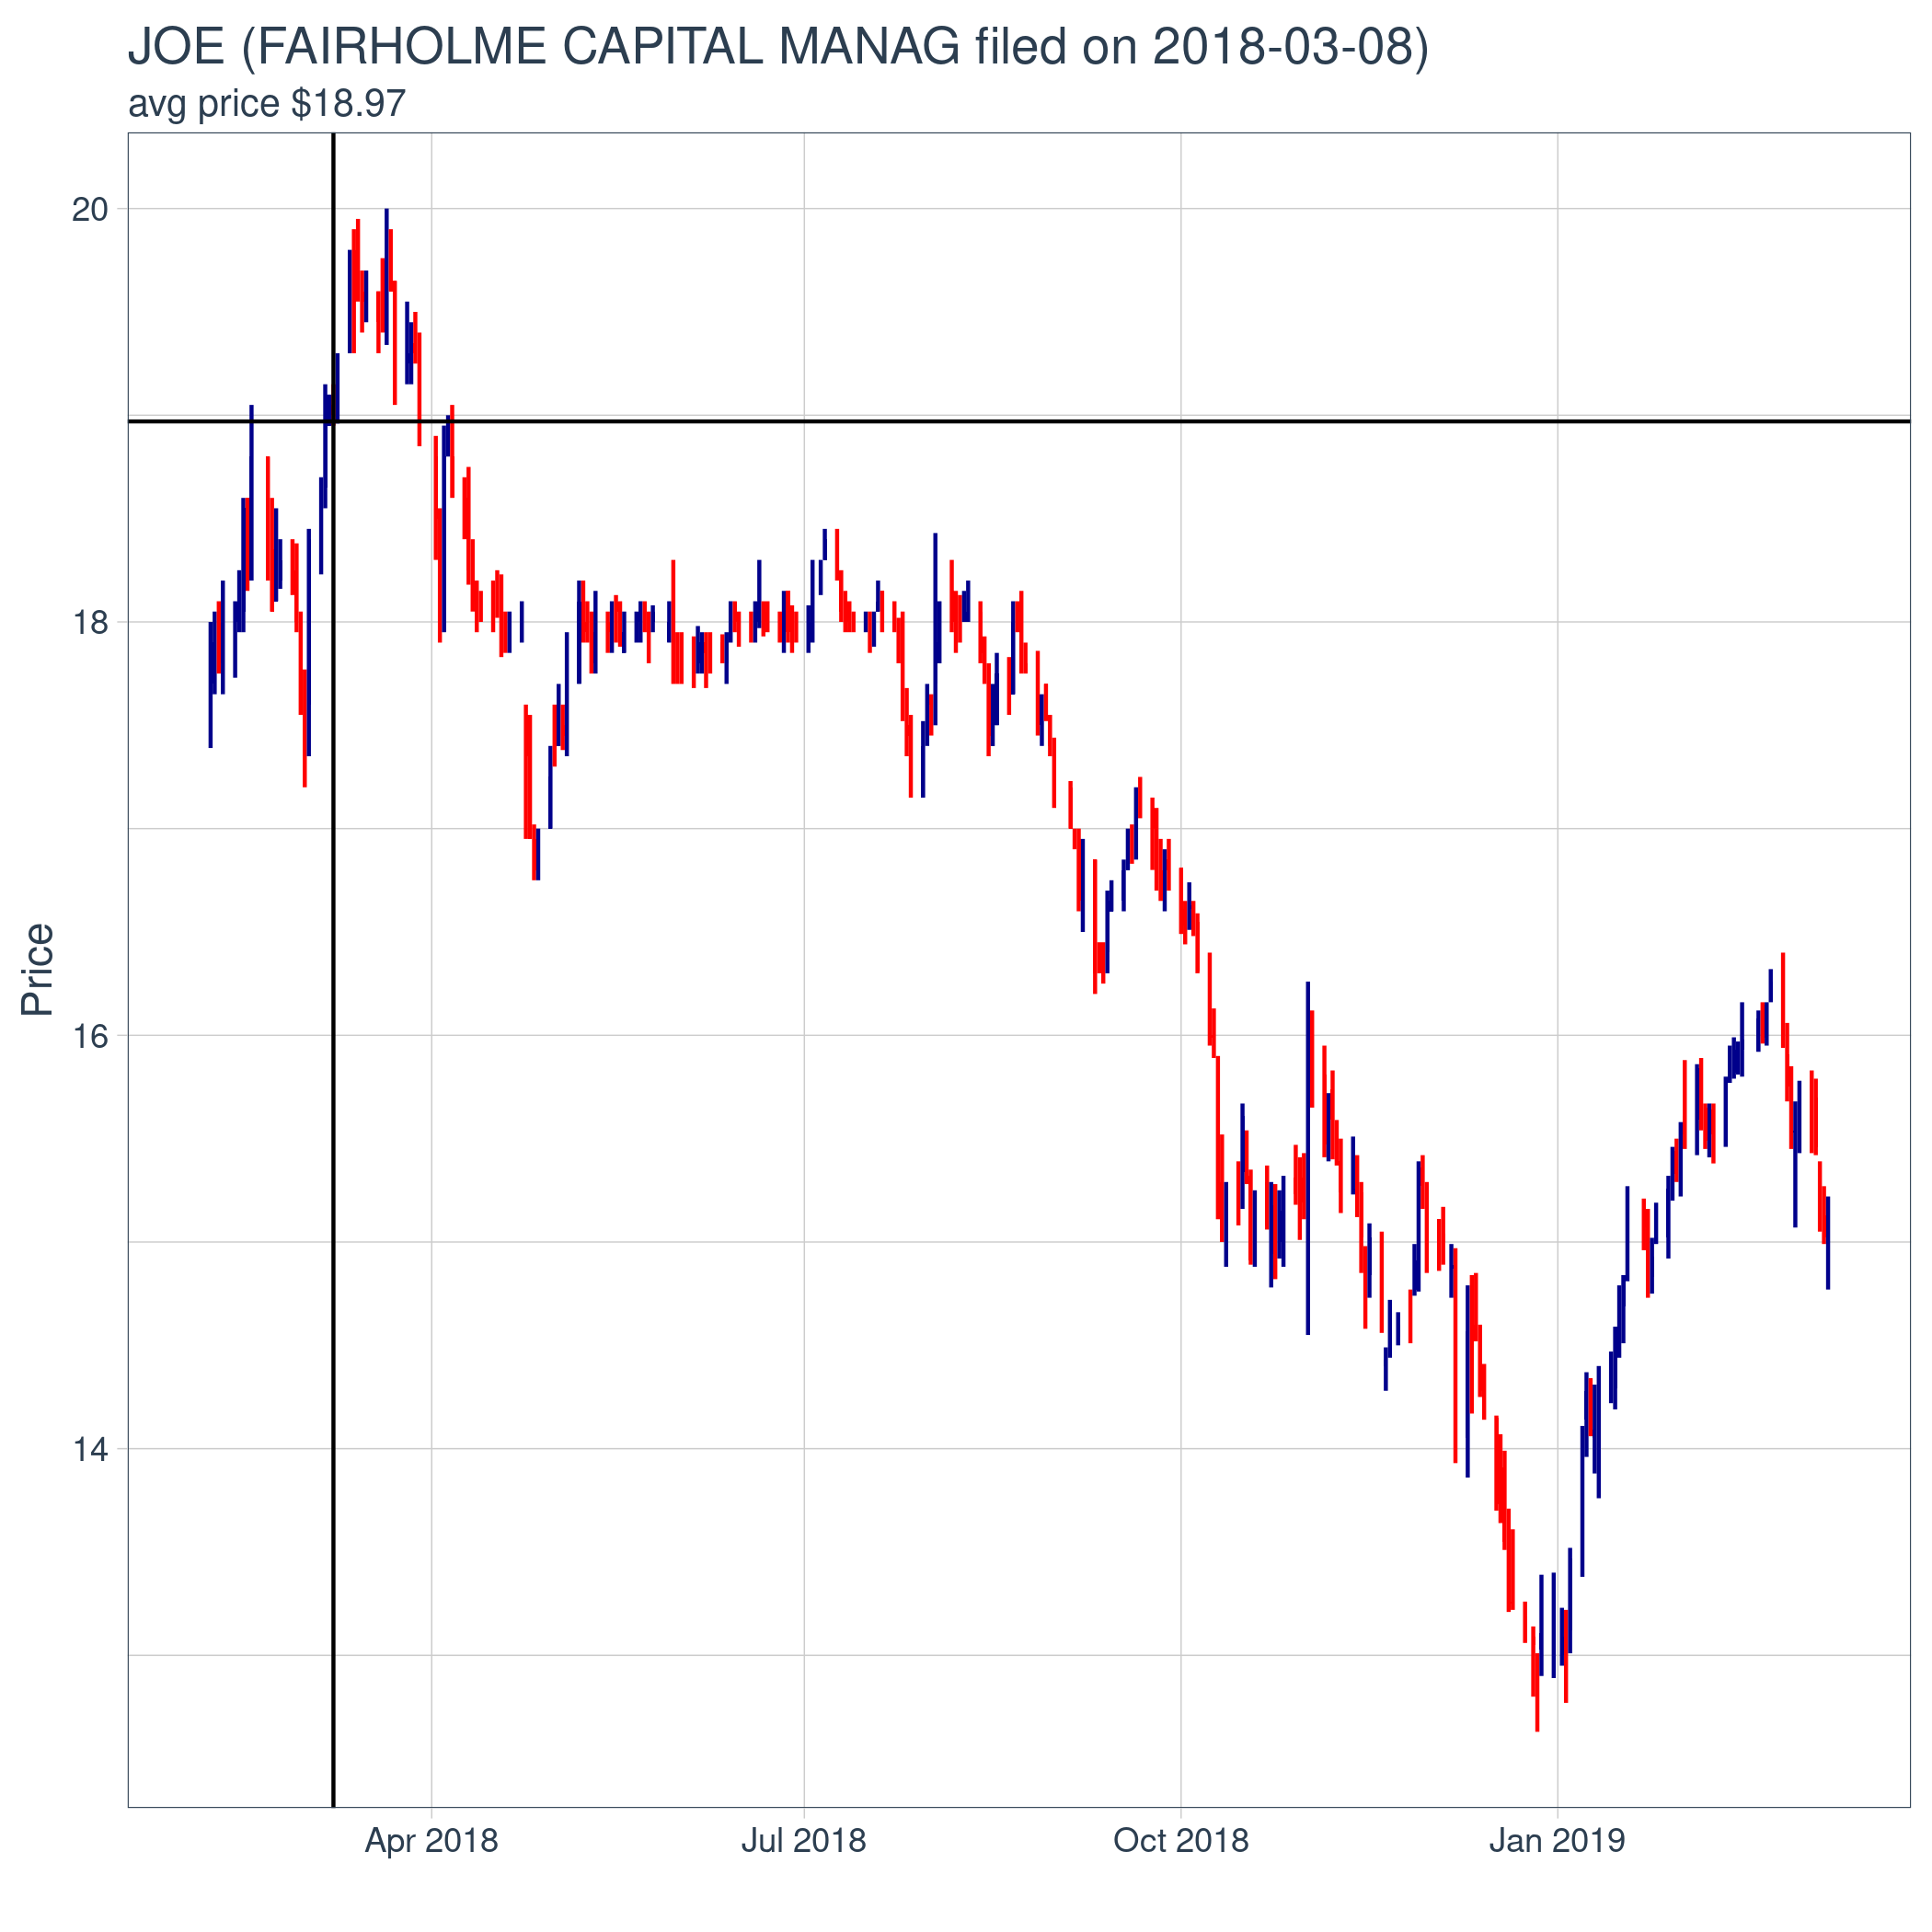 JOE (FAIRHOLME CAPITAL MANAG filed on 2018-03-08)
avg price $18.97
Price
20
18
16
14
Apr 2018
Jul 2018
Oct 2018
Jan 2019